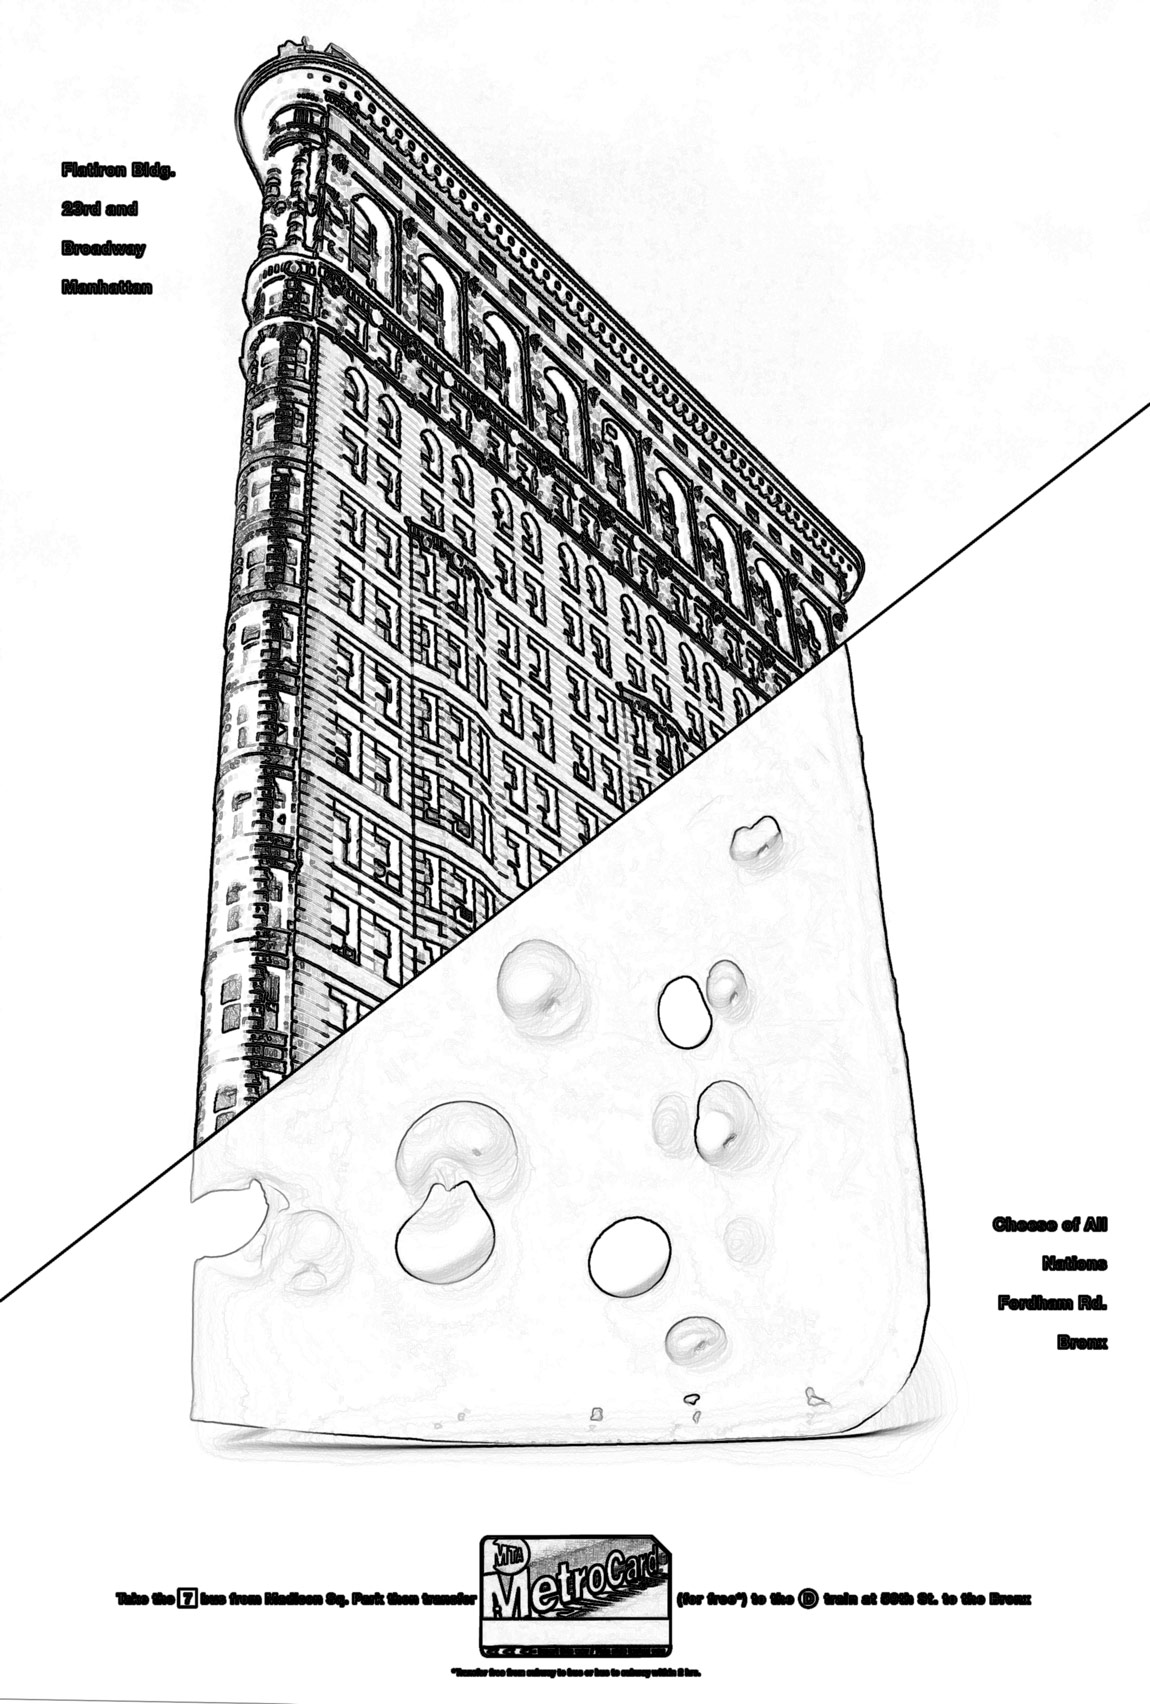 Flatiron Bldg.
23rd and
Broadway
Manhattan
Cheese of All
Nations
Fordham Rd.
Bronx
MTA
MetroCard
Take the 7 bus from Madison Sq. Park then transfer (for free*) to the D train at 59th St. to the Bronx
*Transfer free from subway to bus or bus to subway within 2 hrs.